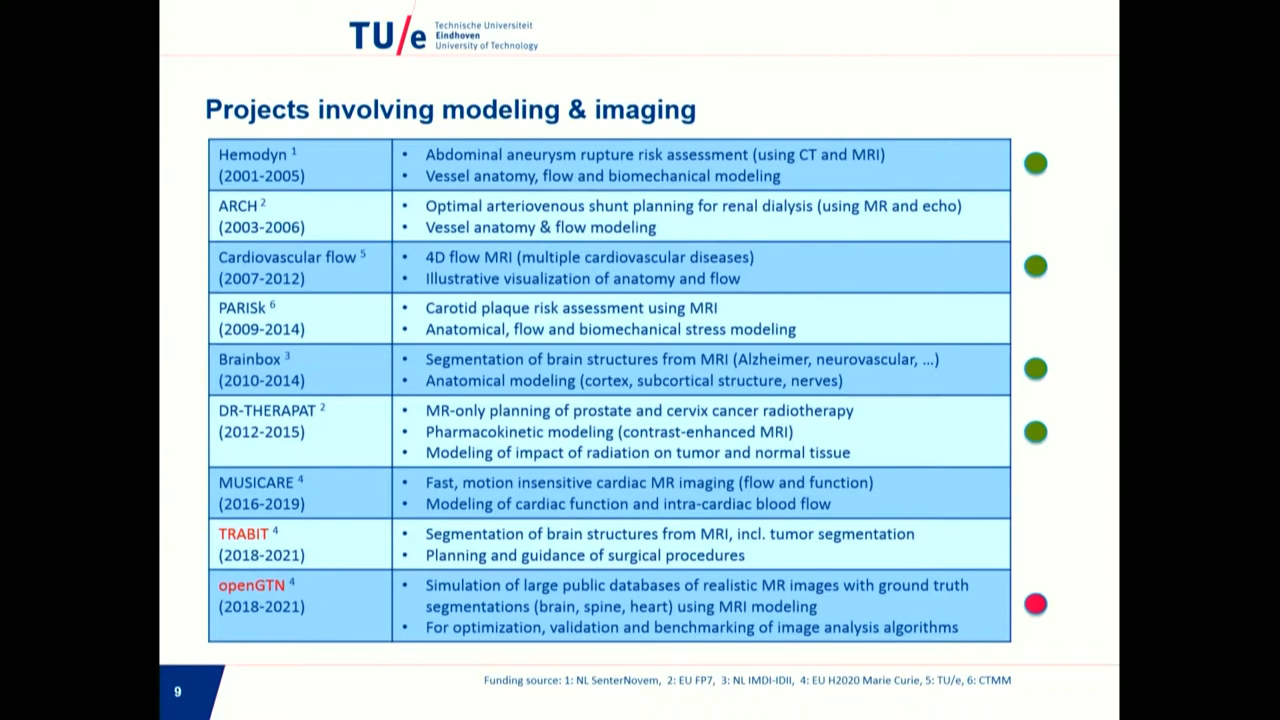 TU/e
Technische Universiteit
Eindhoven
University of Technology
Projects involving modeling & imaging
Hemodyn 1
(2001-2005)
• Abdominal aneurysm rupture risk assessment (using CT and MRI)
• Vessel anatomy, flow and biomechanical modeling
ARCH 2
(2003-2006)
• Optimal arteriovenous shunt planning for renal dialysis (using MR and echo)
• Vessel anatomy & flow modeling
Cardiovascular flow 5
(2007-2012)
• 4D flow MRI (multiple cardiovascular diseases)
• Illustrative visualization of anatomy and flow
PARISk 6
(2009-2014)
• Carotid plaque risk assessment using MRI
• Anatomical, flow and biomechanical stress modeling
Brainbox 3
(2010-2014)
• Segmentation of brain structures from MRI (Alzheimer, neurovascular, ...)
• Anatomical modeling (cortex, subcortical structure, nerves)
DR-THERAPAT 2
(2012-2015)
• MR-only planning of prostate and cervix cancer radiotherapy
• Pharmacokinetic modeling (contrast-enhanced MRI)
• Modeling of impact of radiation on tumor and normal tissue
MUSICARE 4
(2016-2019)
• Fast, motion insensitive cardiac MR imaging (flow and function)
• Modeling of cardiac function and intra-cardiac blood flow
TRABIT 4
(2018-2021)
• Segmentation of brain structures from MRI, incl. tumor segmentation
• Planning and guidance of surgical procedures
openGTN 4
(2018-2021)
• Simulation of large public databases of realistic MR images with ground truth
segmentations (brain, spine, heart) using MRI modeling
• For optimization, validation and benchmarking of image analysis algorithms
Funding source: 1: NL SenterNovem, 2: EU FP7, 3: NL IMDI-IDII, 4: EU H2020 Marie Curie, 5: TU/e, 6: CTMM
9